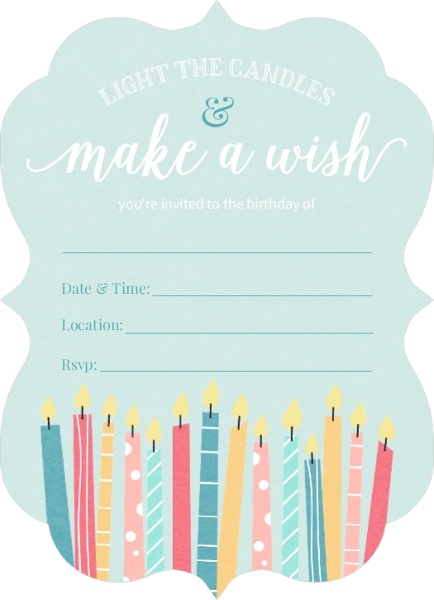 LIGHT THE CANDLES
&
make a wish
you're invited to the birthday of
Date & Time:
Location:
Rsvp: